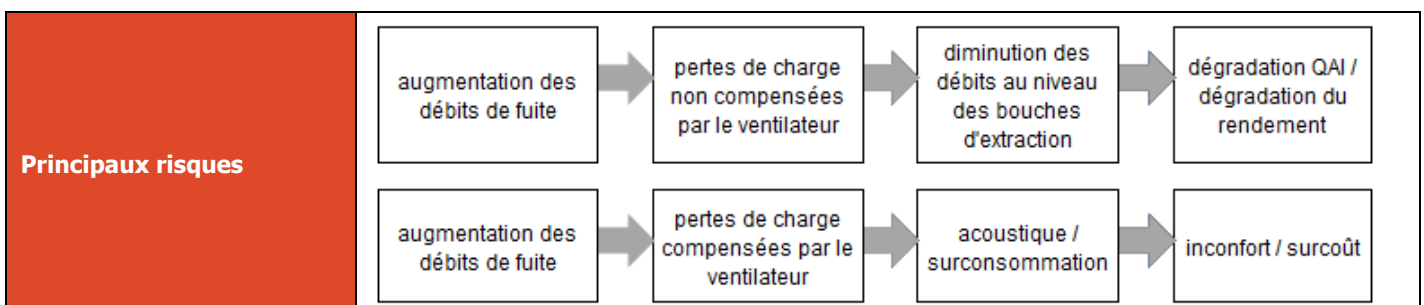 Principaux risques
augmentation des
débits de fuite
pertes de charge
non compensées
par le ventilateur
diminution des
débits au niveau
des bouches
d'extraction
dégradation QAI /
dégradation du
rendement
augmentation des
débits de fuite
pertes de charge
compensées par le
ventilateur
acoustique /
surconsommation
inconfort / surcoût